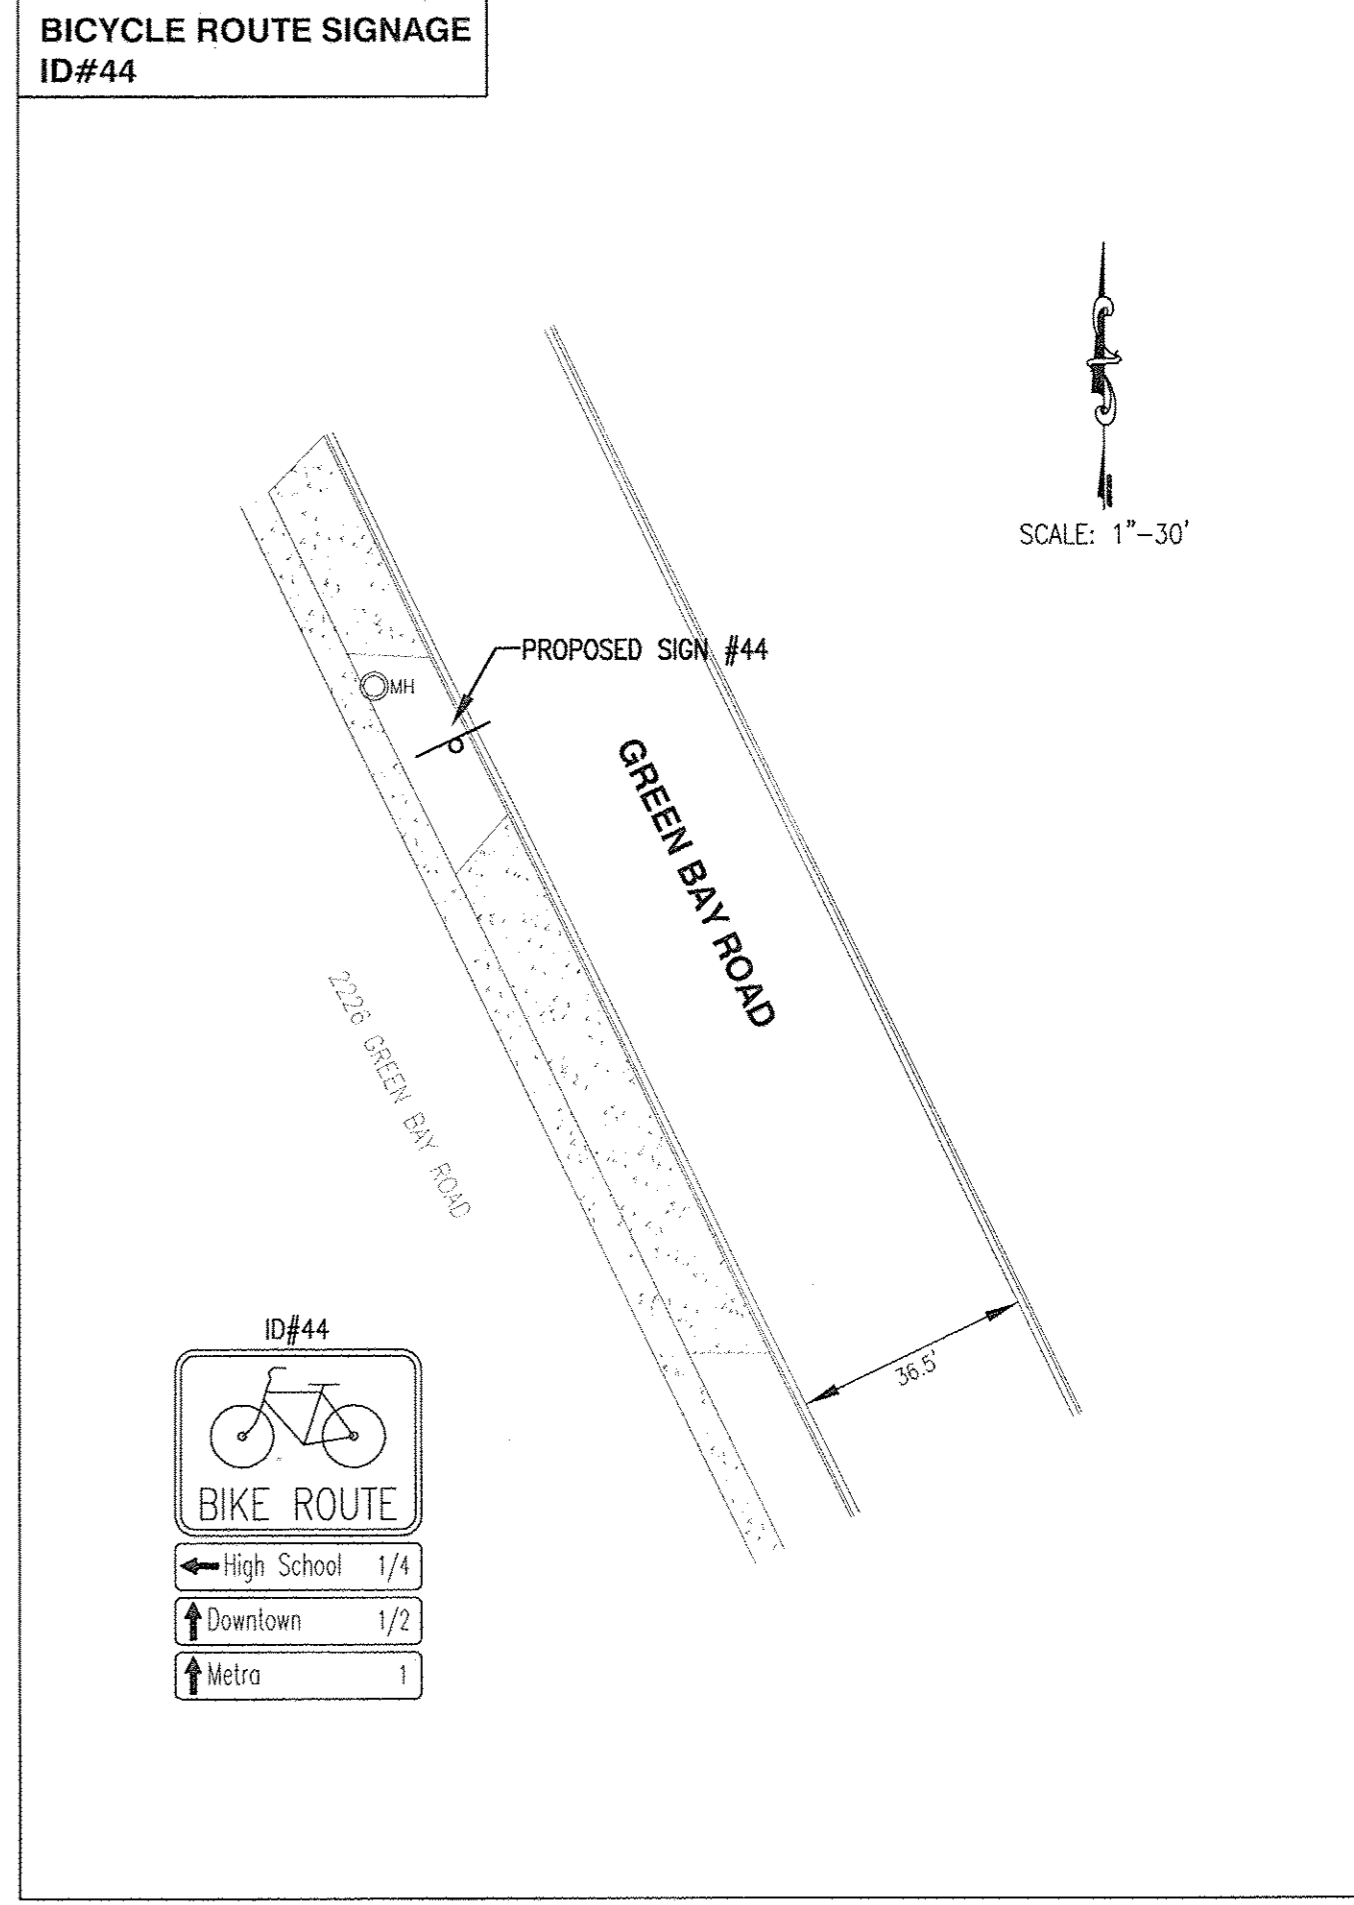 BICYCLE ROUTE SIGNAGE
ID#44
SCALE: 1"-30'
PROPOSED SIGN #44
MH
GREEN BAY ROAD
2226 GREEN BAY ROAD
36.5'
ID#44
BIKE ROUTE
High School 1/4
Downtown 1/2
Metra 1